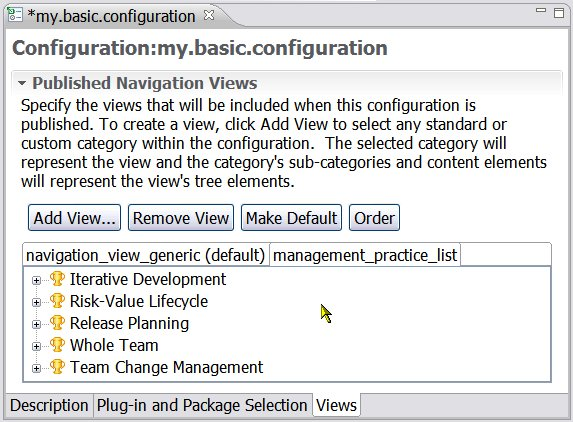 *my.basic.configuration
Configuration:my.basic.configuration
Published Navigation Views
Specify the views that will be included when this configuration is
published. To create a view, click Add View to select any standard or
custom category within the configuration.  The selected category will
represent the view and the category's sub-categories and content elements
will represent the view's tree elements.
Add View... Remove View Make Default Order
navigation_view_generic (default) management_practice_list
Iterative Development
Risk-Value Lifecycle
Release Planning
Whole Team
Team Change Management
Description Plug-in and Package Selection Views